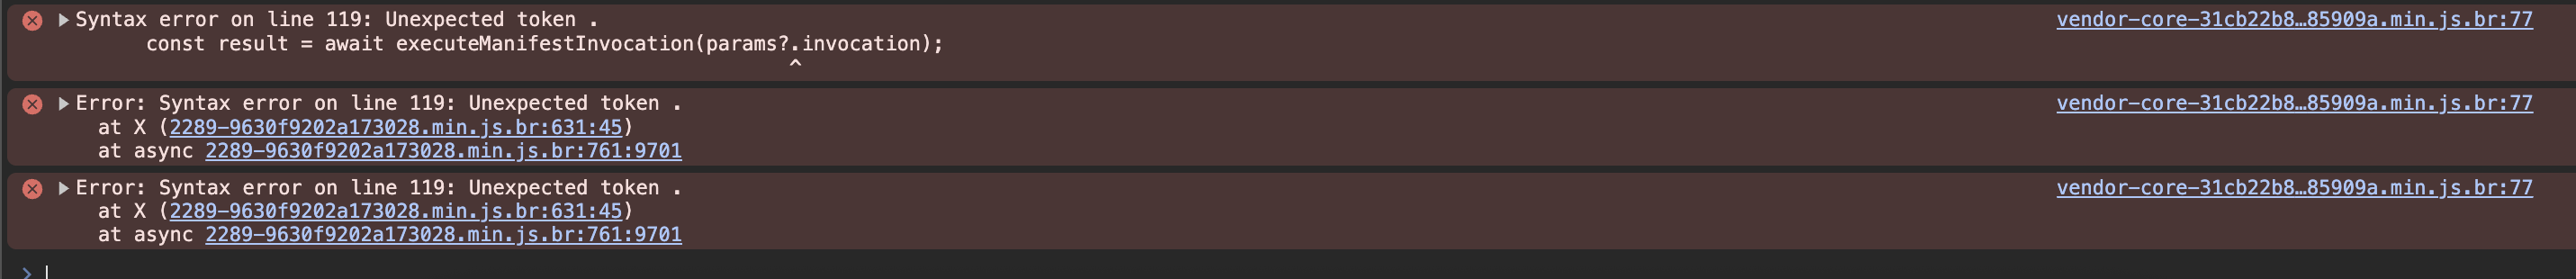 Syntax error on line 119: Unexpected token . vendor-core-31cb22b8…85909a.min.js.br:77
const result = await executeManifestInvocation(params?.invocation);
^
Error: Syntax error on line 119: Unexpected token . vendor-core-31cb22b8…85909a.min.js.br:77
at X (2289-9630f9202a173028.min.js.br:631:45)
at async 2289-9630f9202a173028.min.js.br:761:9701
Error: Syntax error on line 119: Unexpected token . vendor-core-31cb22b8…85909a.min.js.br:77
at X (2289-9630f9202a173028.min.js.br:631:45)
at async 2289-9630f9202a173028.min.js.br:761:9701